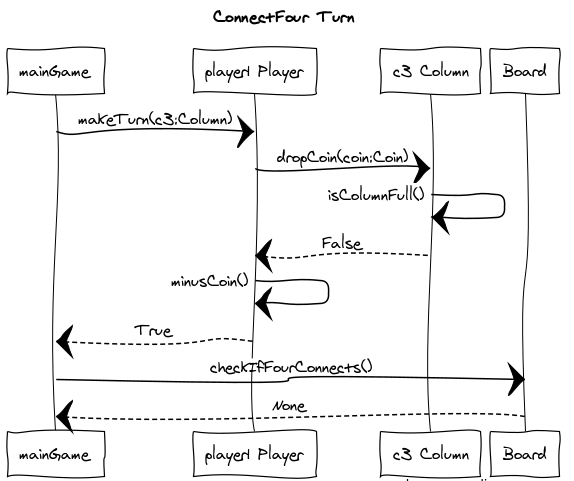 ConnectFour Turn
mainGame
player1 Player
c3 Column
Board
makeTurn(c3:Column)
dropCoin(coin:Coin)
isColumnFull()
False
minusCoin()
True
checkIfFourConnects()
None
mainGame
player1 Player
c3 Column
Board